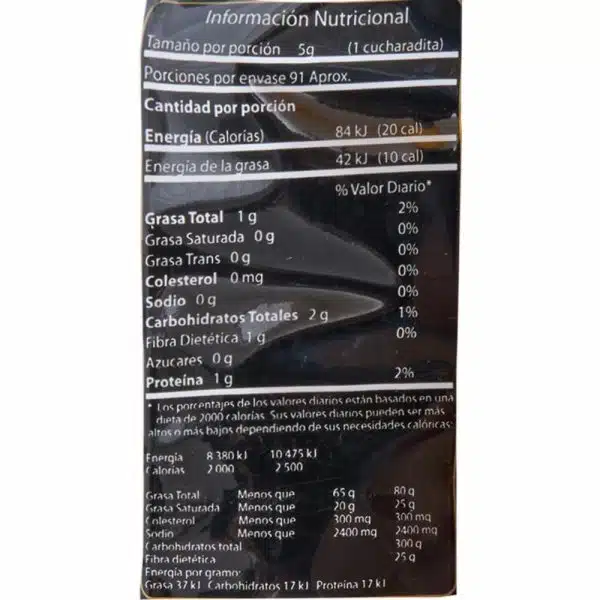 Información Nutricional
Tamaño por porción 5g (1 cucharadita)
Porciones por envase 91 Aprox.
Cantidad por porción
Energía (Calorías) 84 kJ (20 cal)
Energía de la grasa 42 kJ (10 cal)
% Valor Diario*
Grasa Total 1 g 2%
Grasa Saturada 0 g 0%
Grasa Trans 0 g 0%
Colesterol 0 mg 0%
Sodio 0 g 0%
Carbohidratos Totales 2 g 1%
Fibra Dietética 1 g 0%
Azucares 0 g
Proteína 1 g 2%
* Los porcentajes de los valores diarios están basados en una
dieta de 2000 calorías. Sus valores diarios pueden ser más
altos o más bajos dependiendo de sus necesidades calóricas:
Energía 8 380 kJ 10 475 kJ
Calorías 2 000 2 500
Grasa Total Menos que 65 g 80 g
Grasa Saturada Menos que 20 g 25 g
Colesterol Menos que 300 mg 300 mg
Sodio Menos que 2400 mg 2400 mg
Carbohidratos total 300 g
Fibra dietética 25 g
Energía por gramo:
Grasa 37 kJ Carbohidratos 17 kJ Proteína 17 kJ